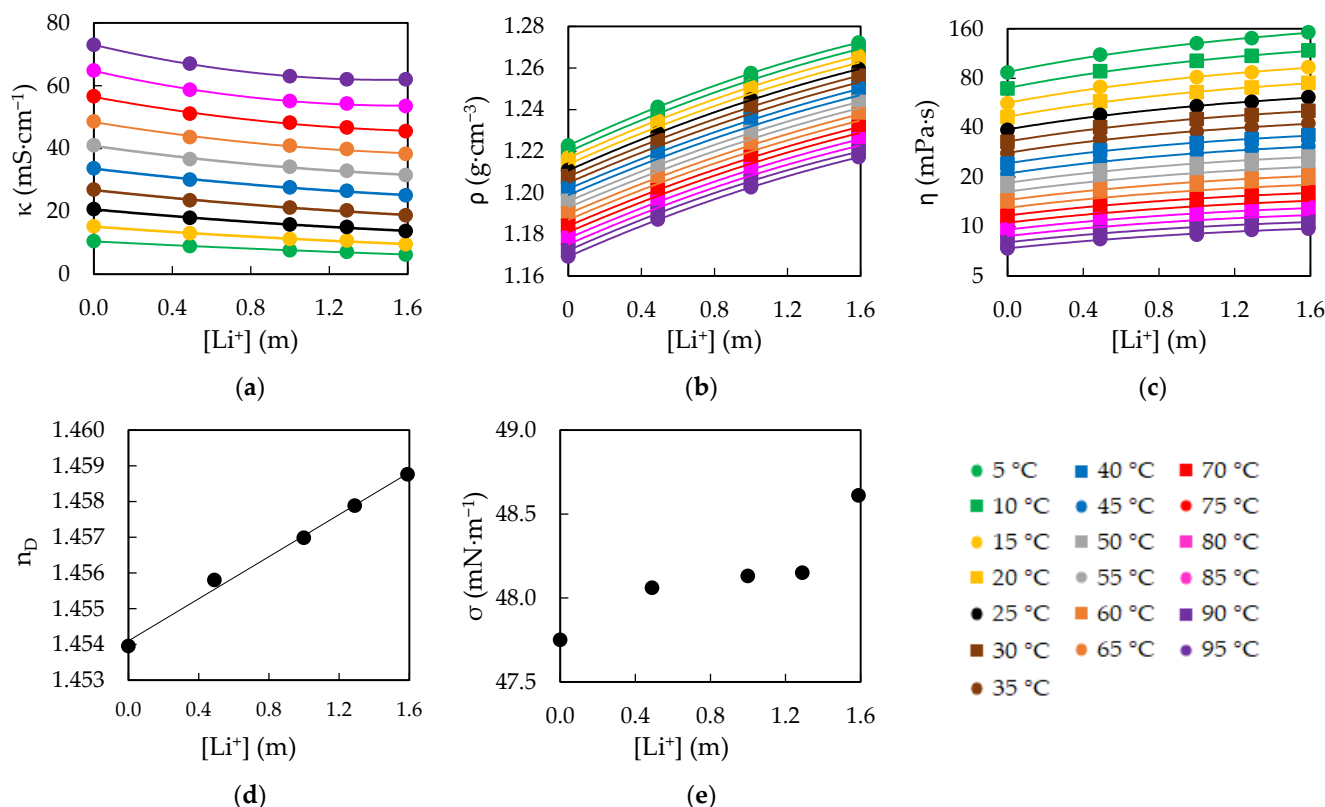 80
60
40
20
0
κ (mS·cm⁻¹)
0.0 0.4 0.8 1.2 1.6
[Li⁺] (m)
(a)
1.28
1.26
1.24
1.22
1.20
1.18
1.16
ρ (g·cm⁻³)
0 0.4 0.8 1.2 1.6
[Li⁺] (m)
(b)
160
80
40
20
10
5
η (mPa·s)
0.0 0.4 0.8 1.2 1.6
[Li⁺] (m)
(c)
1.460
1.459
1.458
1.457
1.456
1.455
1.454
1.453
n_D
0.0 0.4 0.8 1.2 1.6
[Li⁺] (m)
(d)
49.0
48.5
48.0
47.5
σ (mN·m⁻¹)
0.0 0.4 0.8 1.2 1.6
[Li⁺] (m)
(e)
5 °C 40 °C 70 °C
10 °C 45 °C 75 °C
15 °C 50 °C 80 °C
20 °C 55 °C 85 °C
25 °C 60 °C 90 °C
30 °C 65 °C 95 °C
35 °C